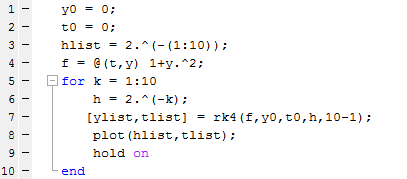 1 - y0 = 0;
2 - t0 = 0;
3 - hlist = 2.^(-(1:10));
4 - f = @(t,y) 1+y.^2;
5 - for k = 1:10
6 - h = 2.^(-k);
7 - [ylist,tlist] = rk4(f,y0,t0,h,10-1);
8 - plot(hlist,tlist);
9 - hold on
10 - end